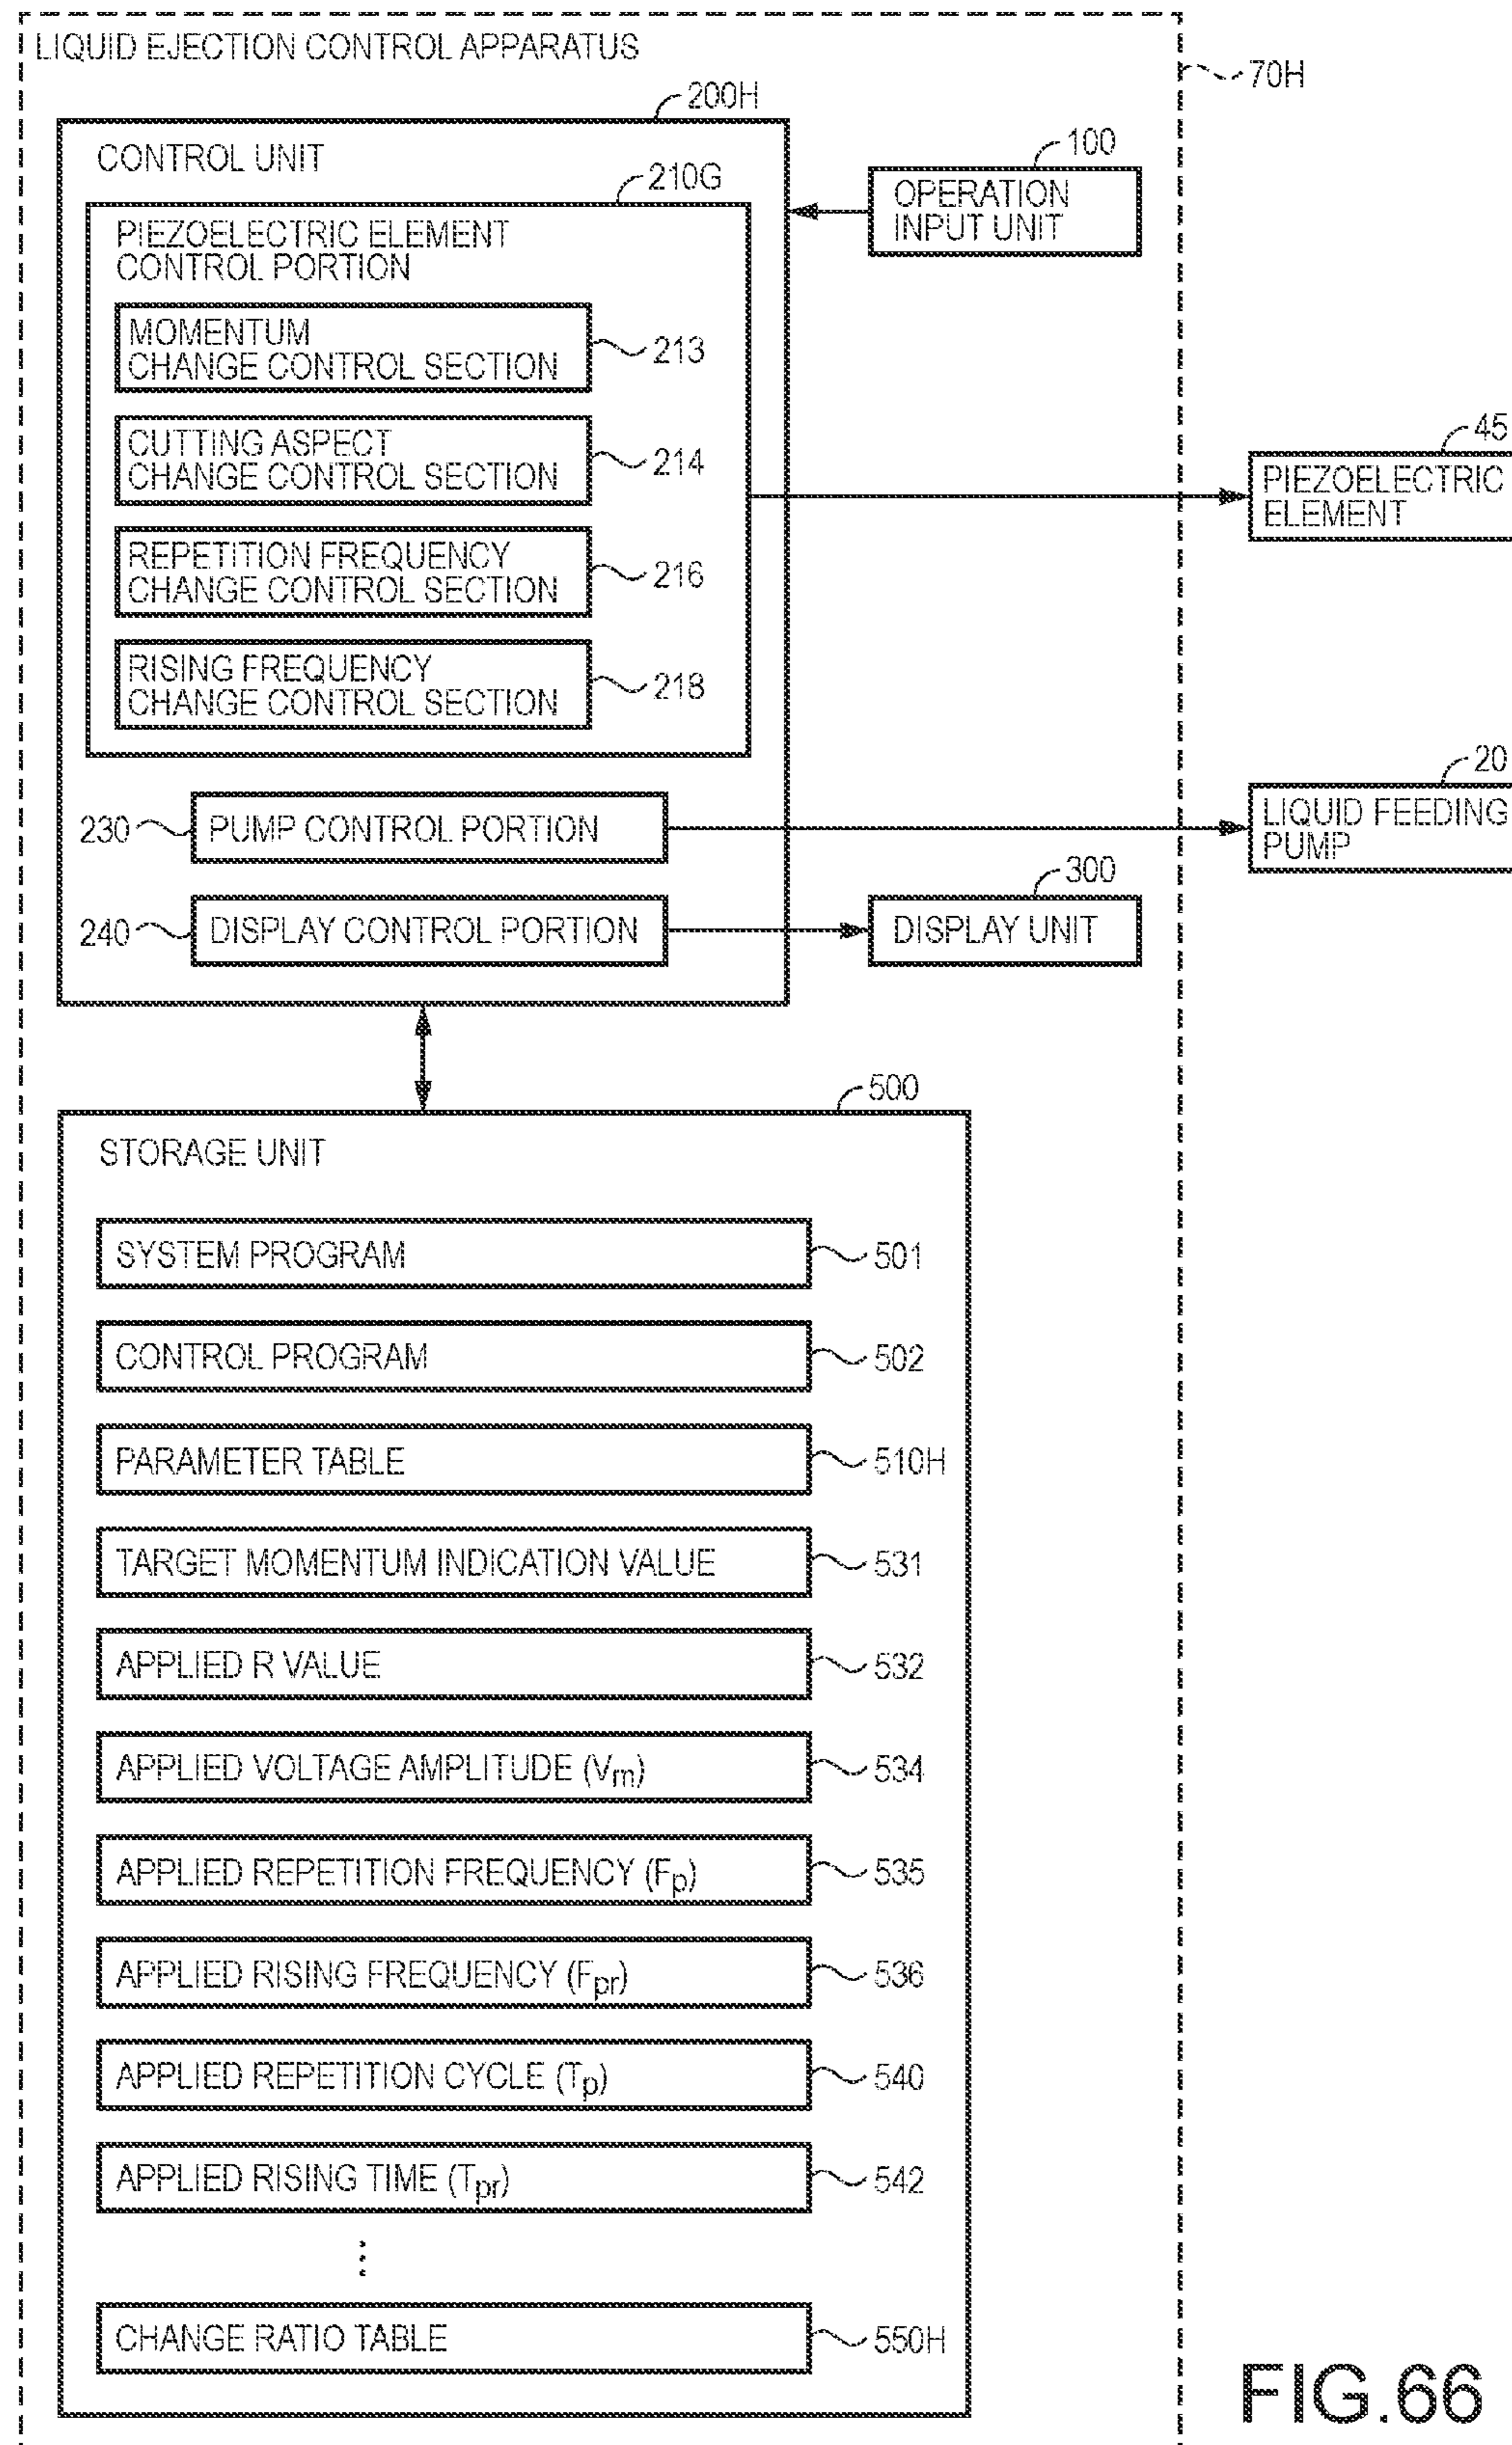 LIQUID EJECTION CONTROL APPARATUS
70H
200H
CONTROL UNIT
100
OPERATION
INPUT UNIT
210G
PIEZOELECTRIC ELEMENT
CONTROL PORTION
MOMENTUM
CHANGE CONTROL SECTION
213
CUTTING ASPECT
CHANGE CONTROL SECTION
214
REPETITION FREQUENCY
CHANGE CONTROL SECTION
216
RISING FREQUENCY
CHANGE CONTROL SECTION
218
45
PIEZOELECTRIC
ELEMENT
230
PUMP CONTROL PORTION
20
LIQUID FEEDING
PUMP
240
DISPLAY CONTROL PORTION
300
DISPLAY UNIT
500
STORAGE UNIT
SYSTEM PROGRAM
501
CONTROL PROGRAM
502
PARAMETER TABLE
510H
TARGET MOMENTUM INDICATION VALUE
531
APPLIED R VALUE
532
APPLIED VOLTAGE AMPLITUDE (Vm)
534
APPLIED REPETITION FREQUENCY (Fp)
535
APPLIED RISING FREQUENCY (Fpr)
536
APPLIED REPETITION CYCLE (Tp)
540
APPLIED RISING TIME (Tpr)
542
⋮
CHANGE RATIO TABLE
550H
FIG.66